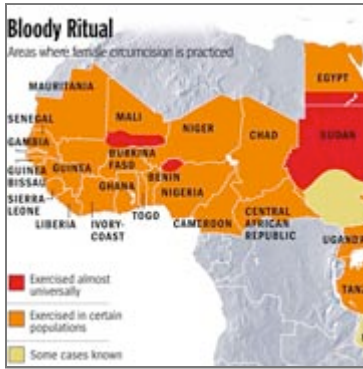 Bloody Ritual
Areas where female circumcision is practiced
EGYPT
MAURITANIA
MALI
NIGER
CHAD
SUDAN
SENEGAL
GAMBIA
GUINEA
BISSAU
GUINEA
BURKINA
FASO
BENIN
GHANA
NIGERIA
SIERRA
LEONE
LIBERIA
IVORY-
COAST
TOGO
CAMEROON
CENTRAL
AFRICAN
REPUBLIC
UGANDA
TANZ
Exercised almost
universally
Exercised in certain
populations
Some cases known